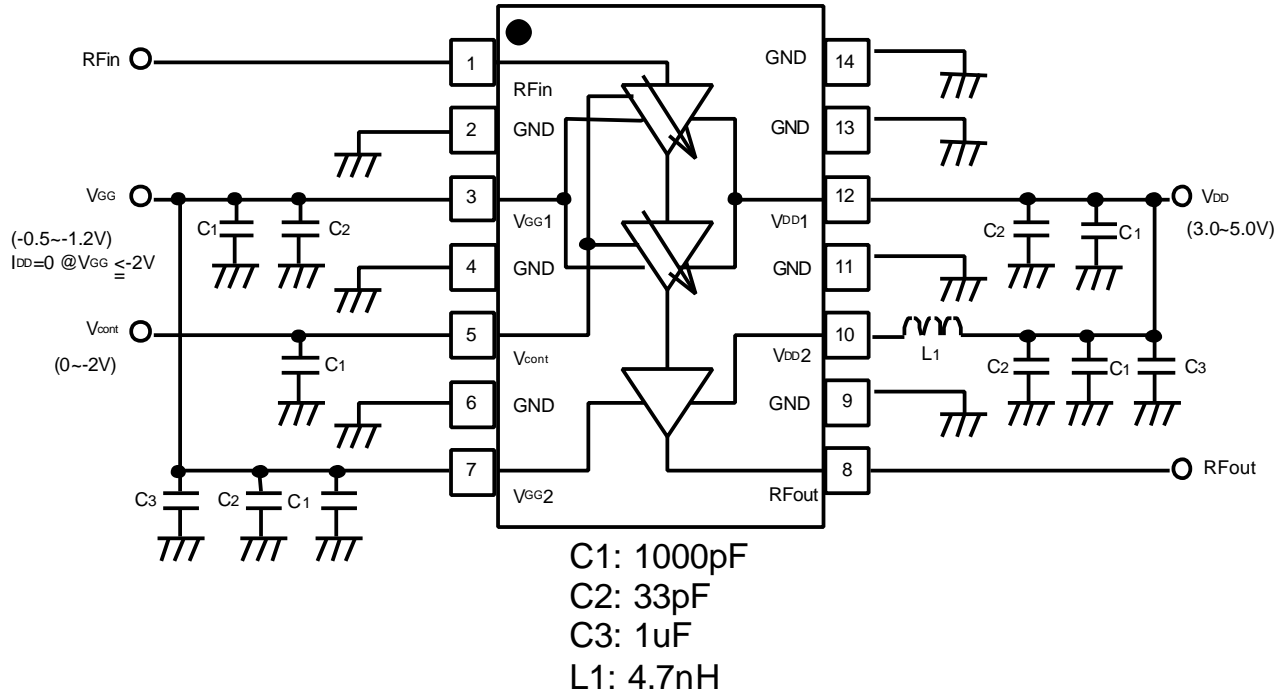 RFin
1
RFin
GND
14
2
GND
GND
13
VGG
3
VGG1
VDD1
12
VDD
(3.0~5.0V)
C1
C2
C2
C1
(-0.5~-1.2V)
IDD=0 @VGG ≦-2V
4
GND
GND
11
Vcont
(0~-2V)
5
Vcont
VDD2
10
L1
C1
C2
C1
C3
6
GND
GND
9
7
VGG2
RFout
8
RFout
C3
C2
C1
C1: 1000pF
C2: 33pF
C3: 1uF
L1: 4.7nH